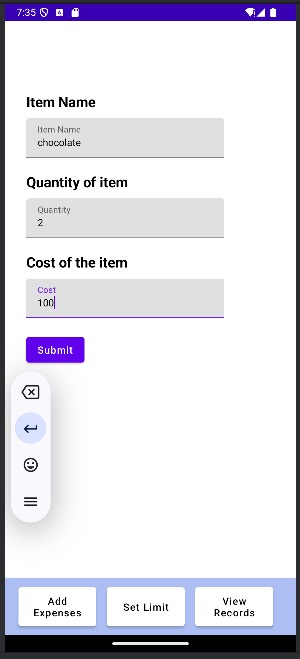 7:35
Item Name
Item Name
chocolate
Quantity of item
Quantity
2
Cost of the item
Cost
100
Submit
Add
Expenses
Set Limit
View
Records